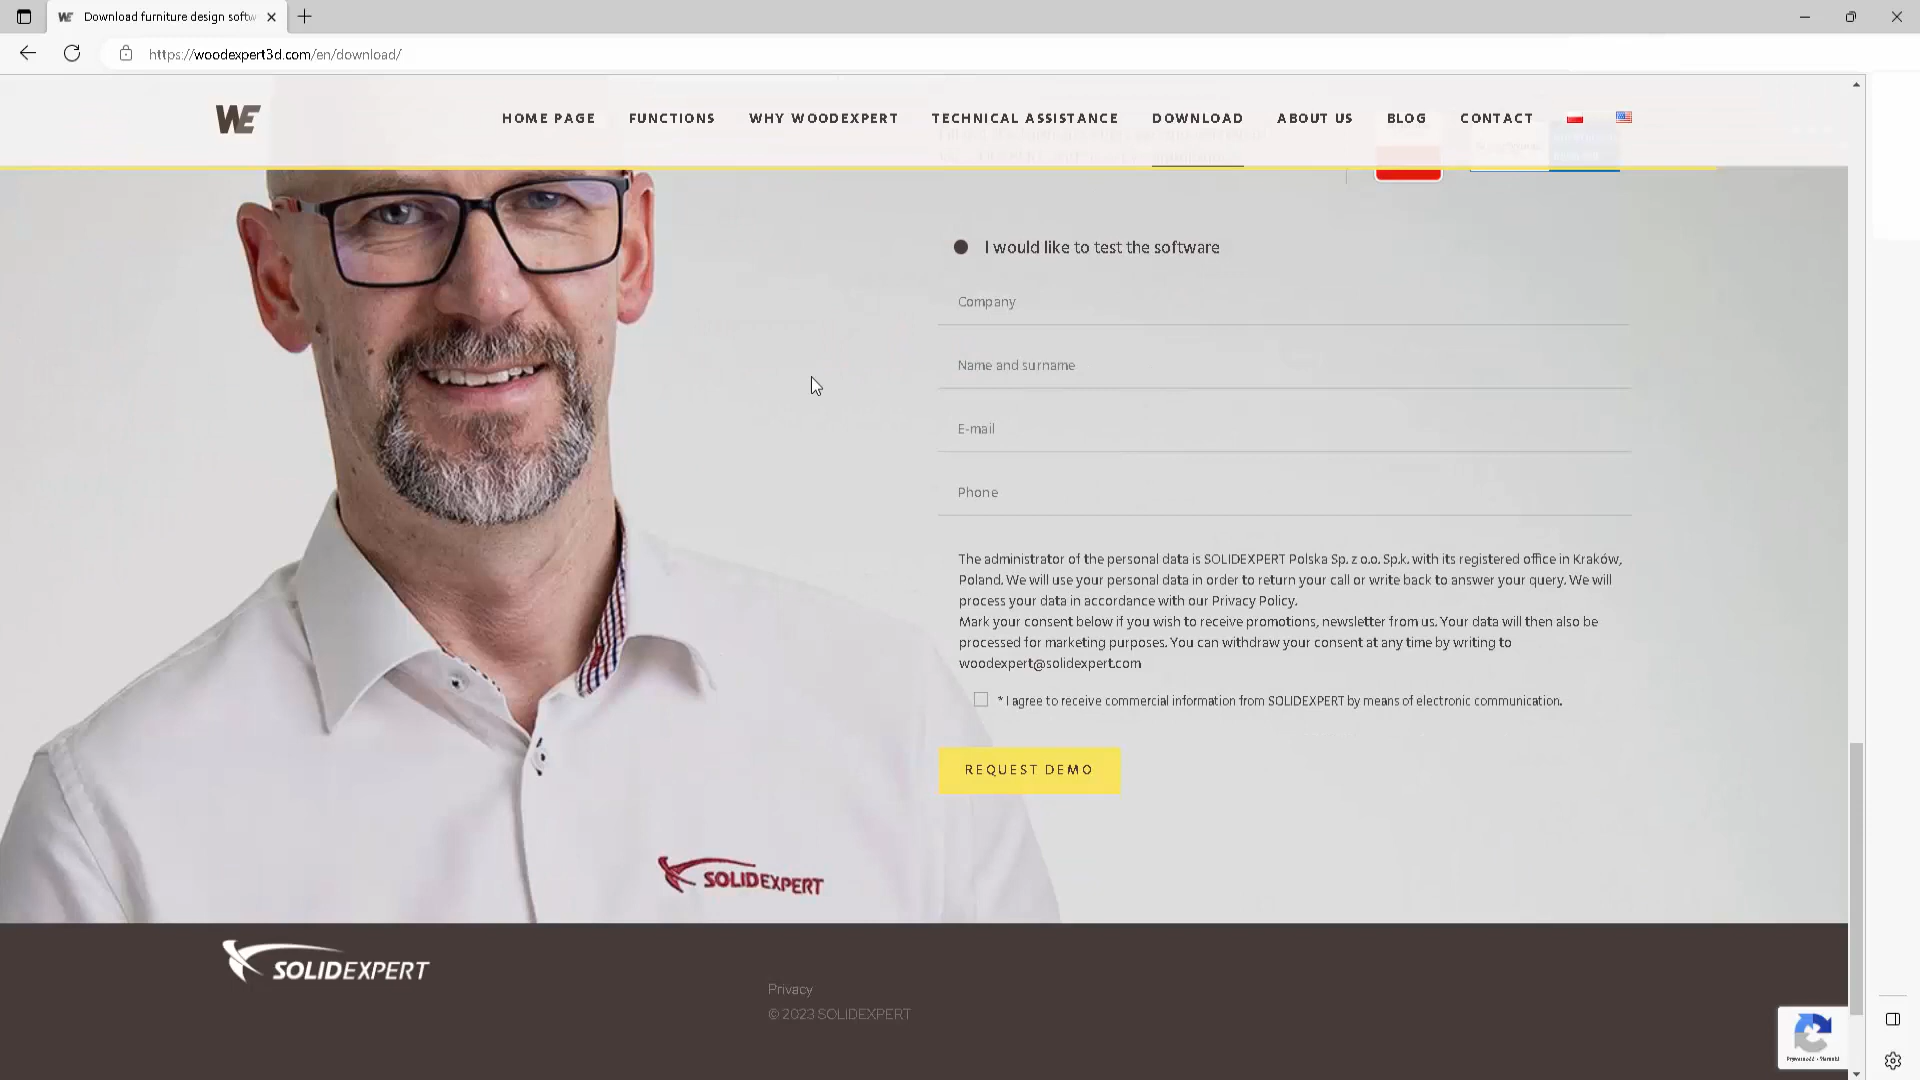 Download furniture design softw
https://woodexpert3d.com/en/download/
WE
HOME PAGE FUNCTIONS WHY WOODEXPERT TECHNICAL ASSISTANCE DOWNLOAD ABOUT US BLOG CONTACT
I would like to test the software
Company
Name and surname
E-mail
Phone
The administrator of the personal data is SOLIDEXPERT Polska Sp. z o.o. Sp.k. with its registered office in Kraków,
Poland. We will use your personal data in order to return your call or write back to answer your query. We will
process your data in accordance with our Privacy Policy.
Mark your consent below if you wish to receive promotions, newsletter from us. Your data will then also be
processed for marketing purposes. You can withdraw your consent at any time by writing to
woodexpert@solidexpert.com
* I agree to receive commercial information from SOLIDEXPERT by means of electronic communication.
REQUEST DEMO
SOLIDEXPERT
SOLIDEXPERT
Privacy
© 2023 SOLIDEXPERT